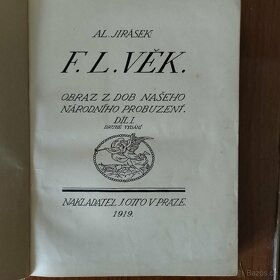 AL. JIRÁSEK
F. L. VĚK.
OBRAZ Z DOB NAŠEHO
NÁRODNÍHO PROBUZENÍ.
DÍL I.
DRUHÉ VYDÁNÍ
NAKLADATEL J. OTTO V PRAZE.
1919.